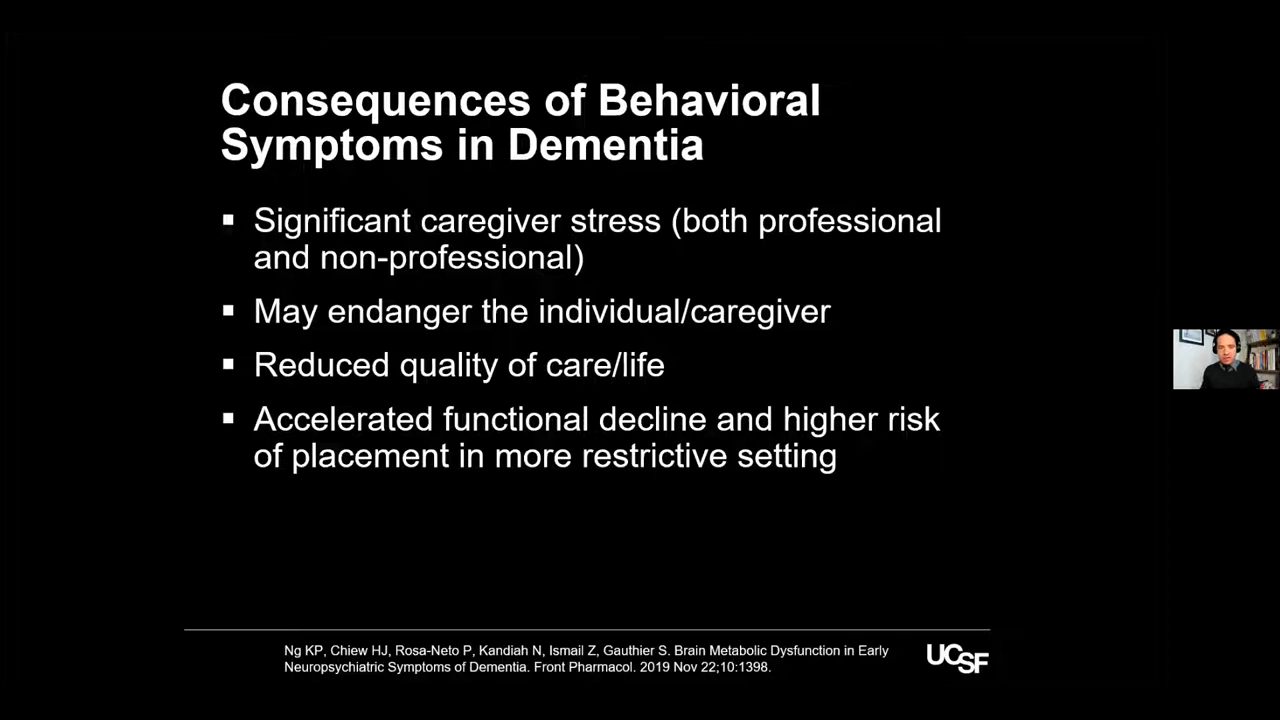 Consequences of Behavioral
Symptoms in Dementia
▪ Significant caregiver stress (both professional
and non-professional)
▪ May endanger the individual/caregiver
▪ Reduced quality of care/life
▪ Accelerated functional decline and higher risk
of placement in more restrictive setting
Ng KP, Chiew HJ, Rosa-Neto P, Kandiah N, Ismail Z, Gauthier S. Brain Metabolic Dysfunction in Early
Neuropsychiatric Symptoms of Dementia. Front Pharmacol. 2019 Nov 22;10:1398.
UCSF